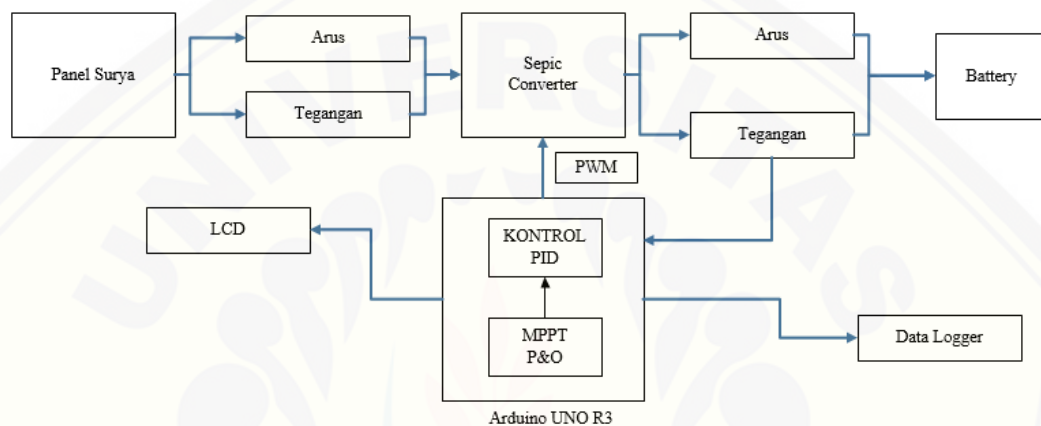 Panel Surya
Arus
Tegangan
Sepic
Converter
Arus
Tegangan
Battery
PWM
LCD
KONTROL
PID
MPPT
P&O
Data Logger
Arduino UNO R3
UNIVERSITAS